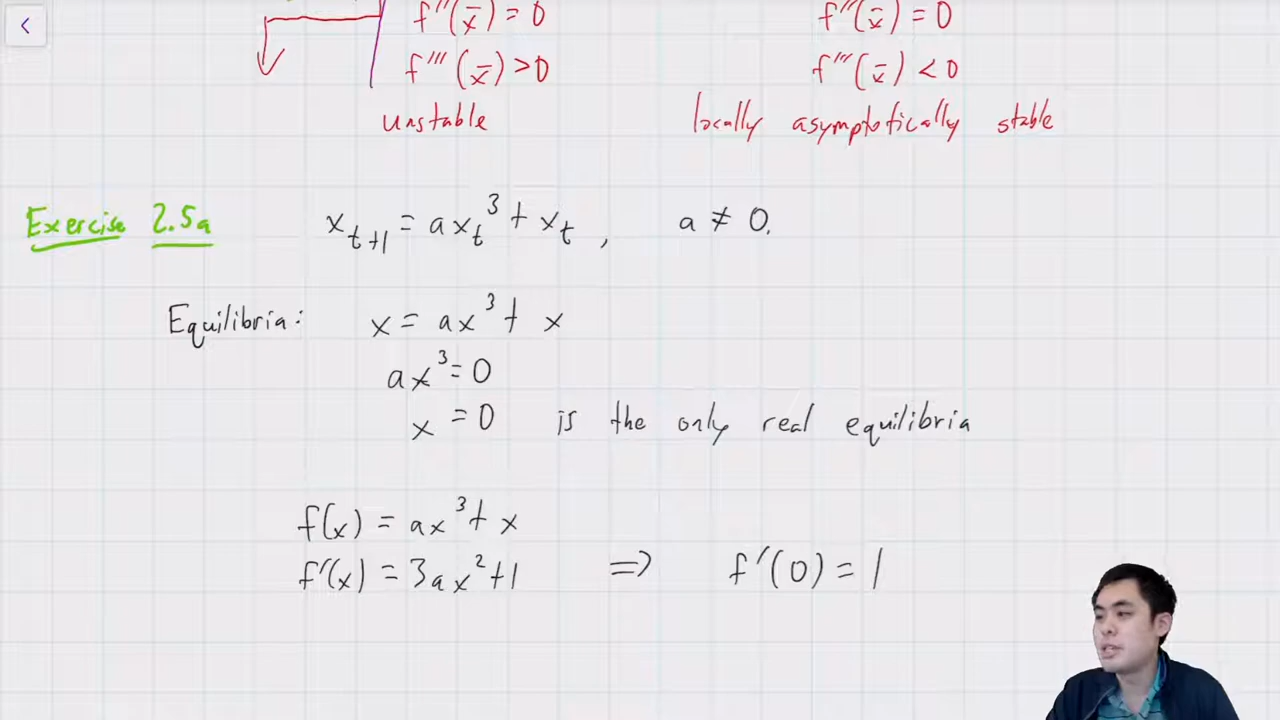 f''(x̄) = 0
f'''(x̄) > 0
unstable
f''(x̄) = 0
f'''(x̄) < 0
locally asymptotically stable
Exercise 2.5a x_{t+1} = ax_t^3 + x_t , a ≠ 0.
Equilibria: x = ax^3 + x
ax^3 = 0
x = 0 is the only real equilibria
f(x) = ax^3 + x
f'(x) = 3ax^2 + 1 ⇒ f'(0) = 1